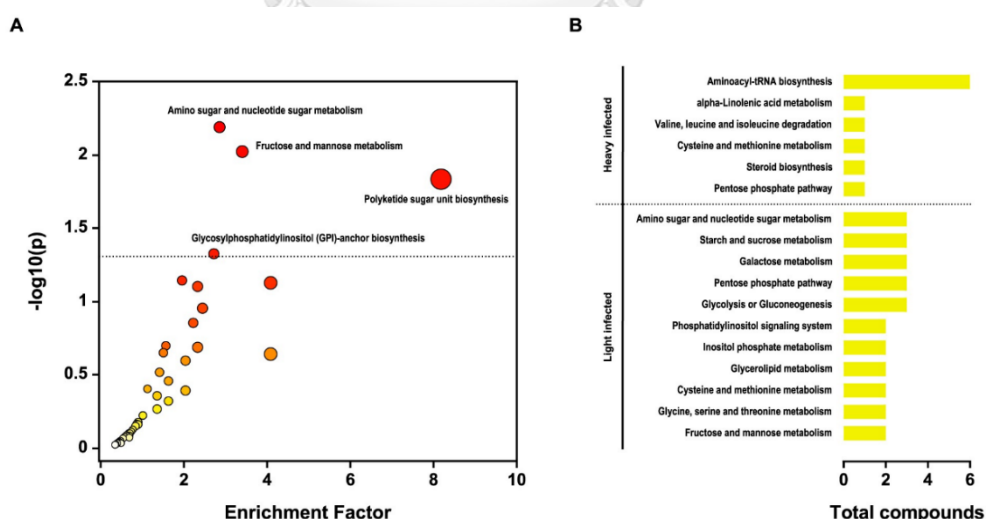 A
B
2.5
2
1.5
1
0.5
0
-log10(p)
Amino sugar and nucleotide sugar metabolism
Fructose and mannose metabolism
Polyketide sugar unit biosynthesis
Glycosylphosphatidylinositol (GPI)-anchor biosynthesis
0 2 4 6 8 10
Enrichment Factor
Heavy infected
Aminoacyl-tRNA biosynthesis
alpha-Linolenic acid metabolism
Valine, leucine and isoleucine degradation
Cysteine and methionine metabolism
Steroid biosynthesis
Pentose phosphate pathway
Light infected
Amino sugar and nucleotide sugar metabolism
Starch and sucrose metabolism
Galactose metabolism
Pentose phosphate pathway
Glycolysis or Gluconeogenesis
Phosphatidylinositol signaling system
Inositol phosphate metabolism
Glycerolipid metabolism
Cysteine and methionine metabolism
Glycine, serine and threonine metabolism
Fructose and mannose metabolism
0 2 4 6
Total compounds